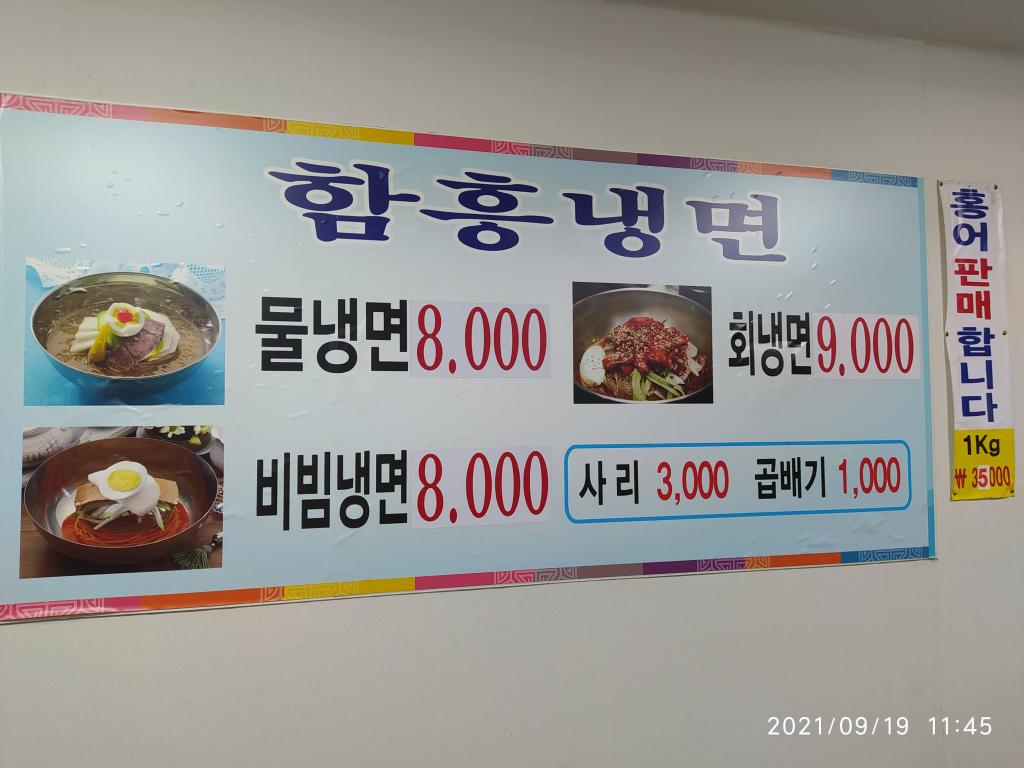 함흥냉면
물냉면 8.000
회냉면 9.000
비빔냉면 8.000
사리 3,000 곱배기 1,000
홍어판매합니다
1Kg
₩ 35000
2021/09/19 11:45